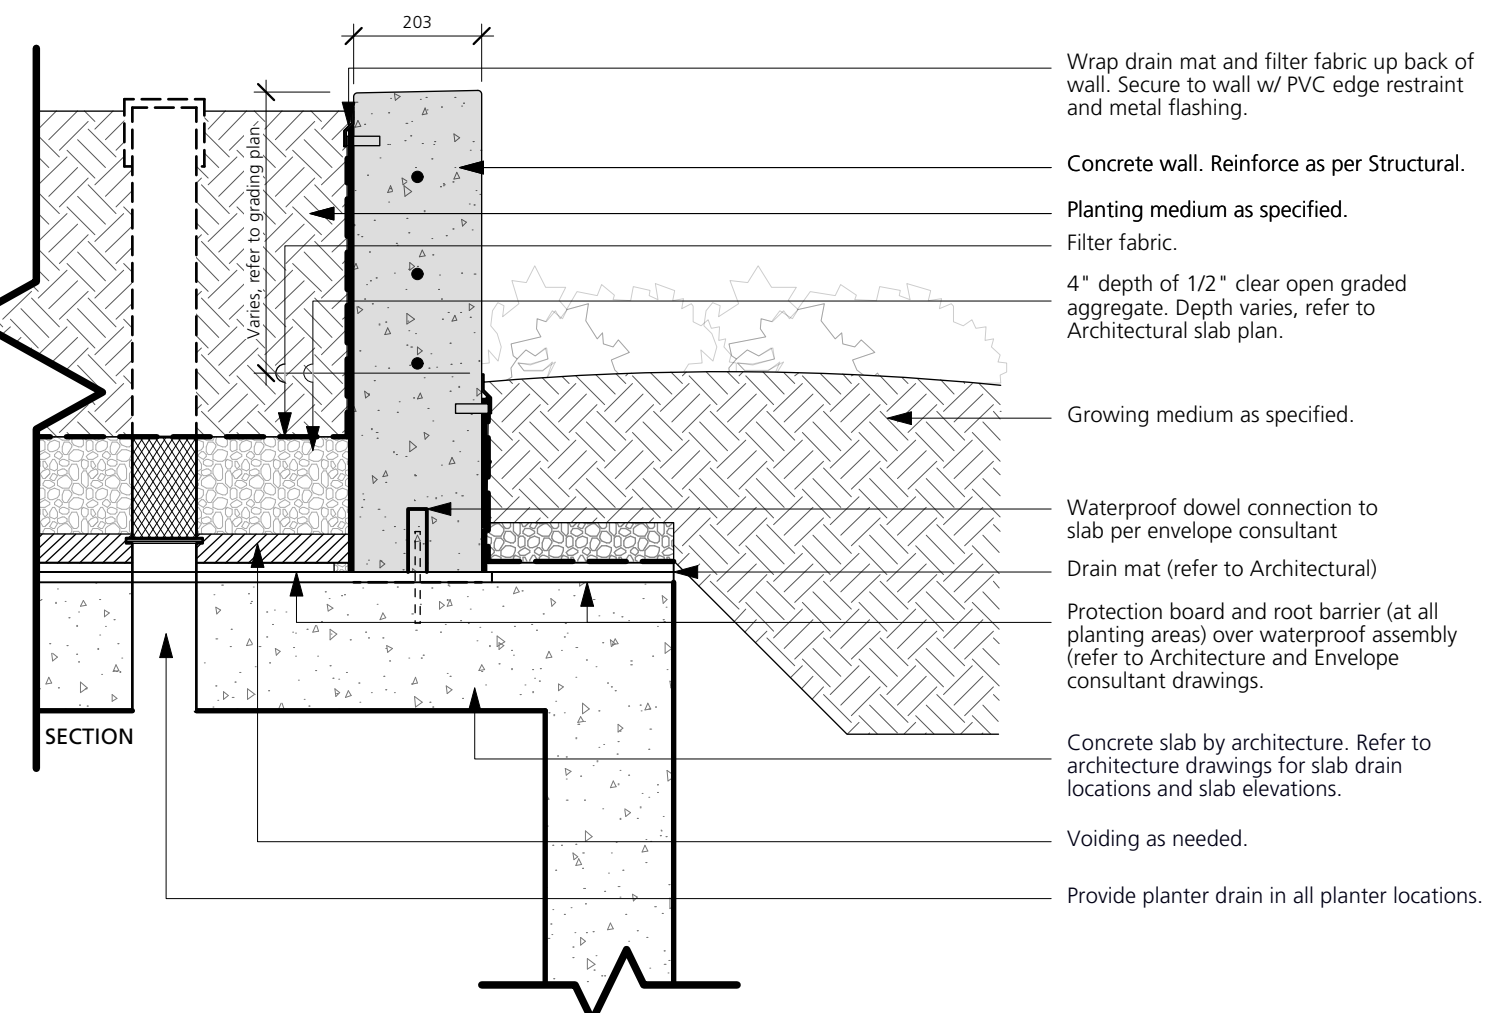 203
Varies, refer to grading plan
Wrap drain mat and filter fabric up back of
wall. Secure to wall w/ PVC edge restraint
and metal flashing.
Concrete wall. Reinforce as per Structural.
Planting medium as specified.
Filter fabric.
4" depth of 1/2" clear open graded
aggregate. Depth varies, refer to
Architectural slab plan.
Growing medium as specified.
Waterproof dowel connection to
slab per envelope consultant
Drain mat (refer to Architectural)
Protection board and root barrier (at all
planting areas) over waterproof assembly
(refer to Architecture and Envelope
consultant drawings.
SECTION
Concrete slab by architecture. Refer to
architecture drawings for slab drain
locations and slab elevations.
Voiding as needed.
Provide planter drain in all planter locations.